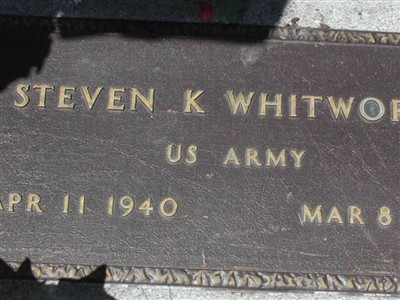 STEVEN K WHITWOR
US ARMY
APR 11 1940 MAR 8